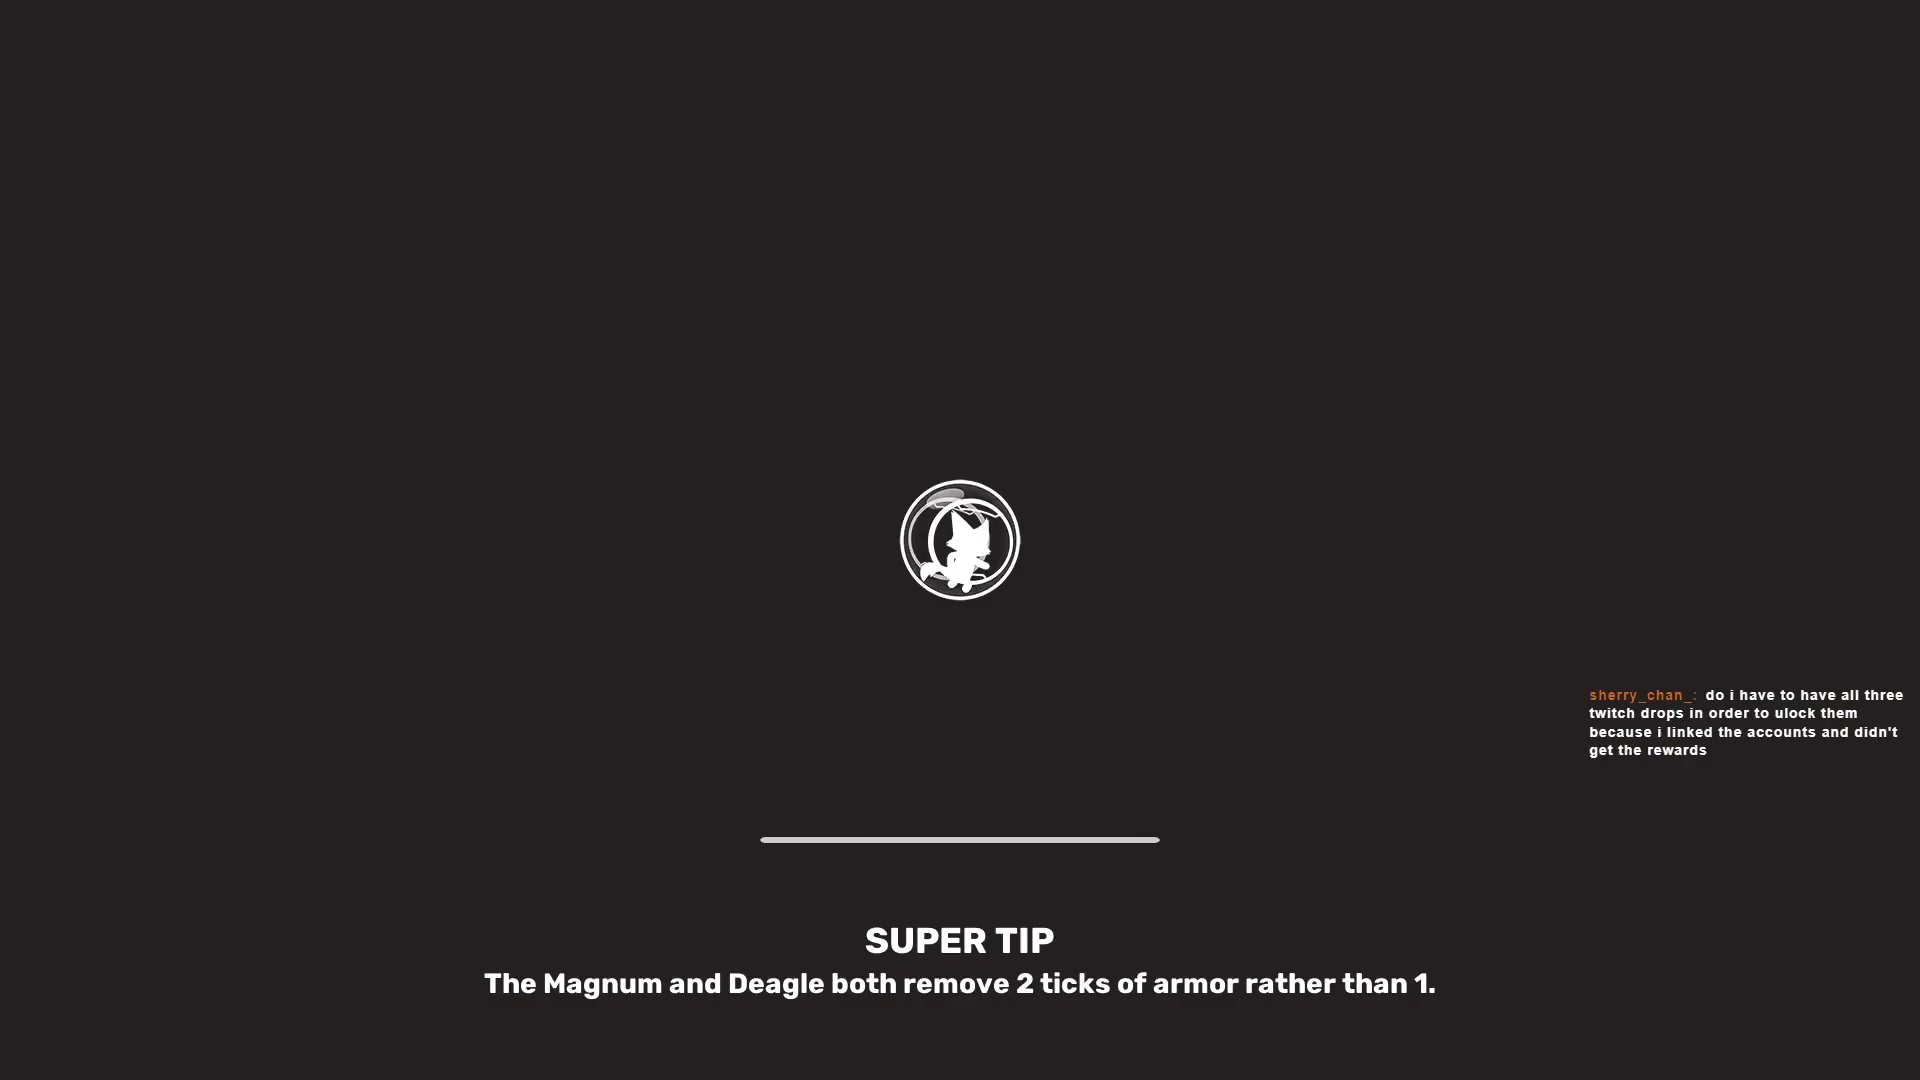 sherry_chan_: do i have to have all three
twitch drops in order to ulock them
because i linked the accounts and didn't
get the rewards
SUPER TIP
The Magnum and Deagle both remove 2 ticks of armor rather than 1.